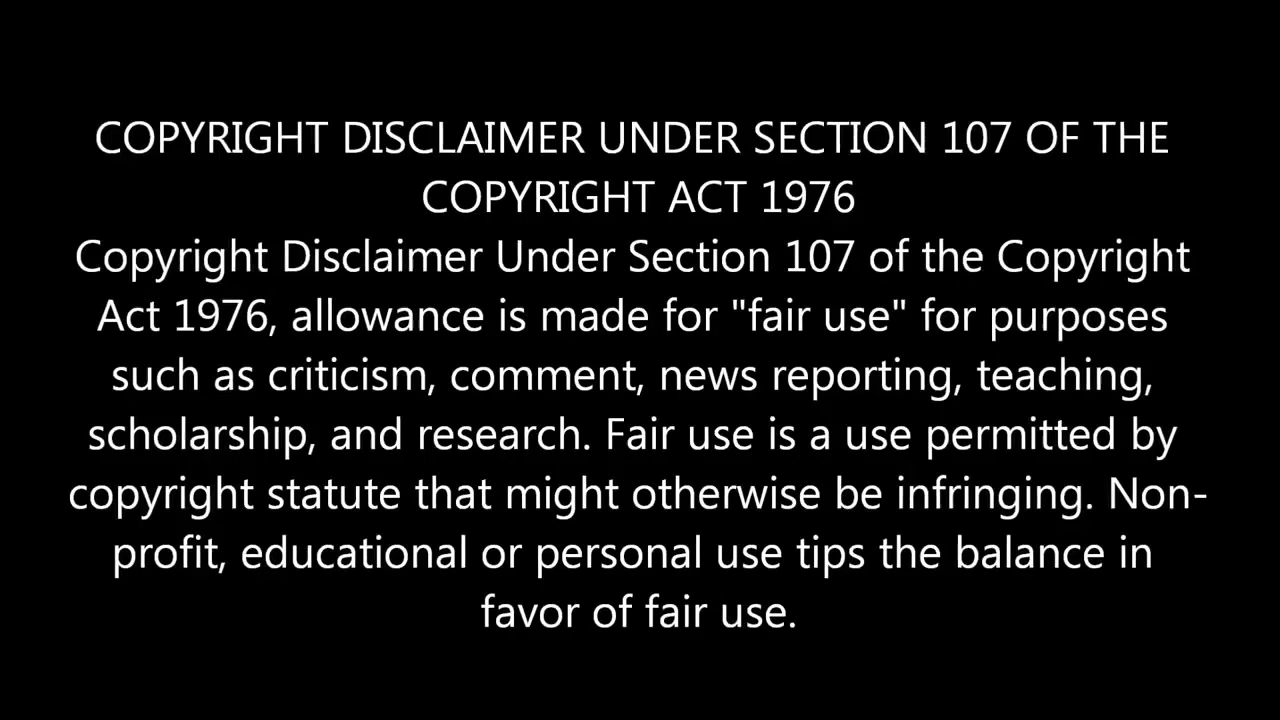 COPYRIGHT DISCLAIMER UNDER SECTION 107 OF THE
COPYRIGHT ACT 1976
Copyright Disclaimer Under Section 107 of the Copyright
Act 1976, allowance is made for "fair use" for purposes
such as criticism, comment, news reporting, teaching,
scholarship, and research. Fair use is a use permitted by
copyright statute that might otherwise be infringing. Non-
profit, educational or personal use tips the balance in
favor of fair use.